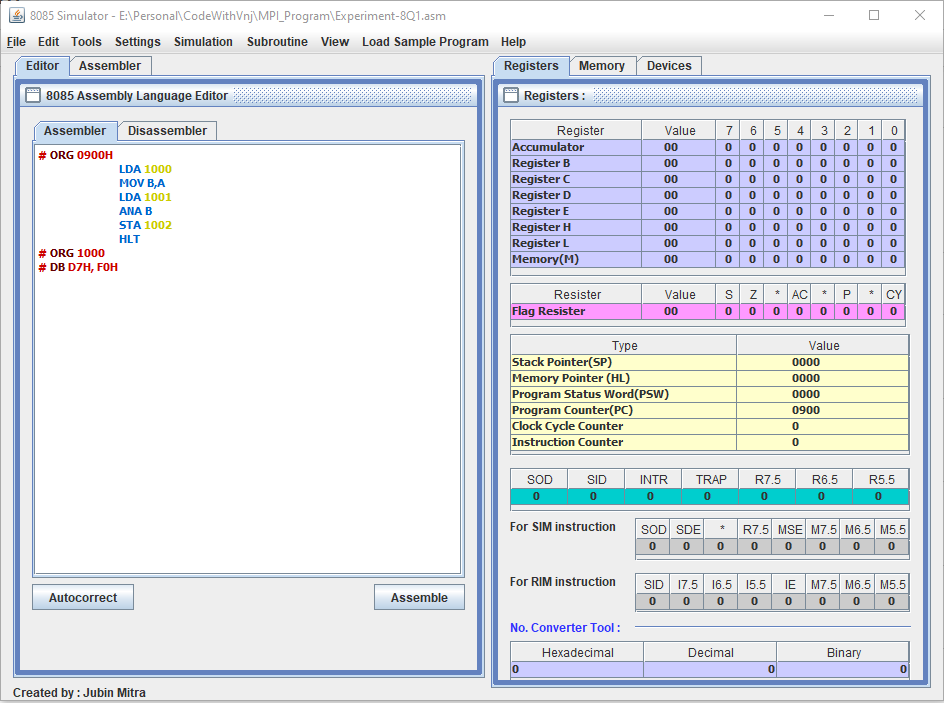 8085 Simulator - E:\Personal\CodeWithVnj\MPI_Program\Experiment-8Q1.asm
File Edit Tools Settings Simulation Subroutine View Load Sample Program Help
Editor Assembler
8085 Assembly Language Editor
Assembler Disassembler
# ORG 0900H
LDA 1000
MOV B,A
LDA 1001
ANA B
STA 1002
HLT
# ORG 1000
# DB D7H, F0H
Autocorrect Assemble
Created by : Jubin Mitra
Registers Memory Devices
Registers :
Register Value 7 6 5 4 3 2 1 0
Accumulator 00 0 0 0 0 0 0 0 0
Register B 00 0 0 0 0 0 0 0 0
Register C 00 0 0 0 0 0 0 0 0
Register D 00 0 0 0 0 0 0 0 0
Register E 00 0 0 0 0 0 0 0 0
Register H 00 0 0 0 0 0 0 0 0
Register L 00 0 0 0 0 0 0 0 0
Memory(M) 00 0 0 0 0 0 0 0 0
Resister Value S Z * AC * P * CY
Flag Resister 00 0 0 0 0 0 0 0 0
Type Value
Stack Pointer(SP) 0000
Memory Pointer (HL) 0000
Program Status Word(PSW) 0000
Program Counter(PC) 0900
Clock Cycle Counter 0
Instruction Counter 0
SOD SID INTR TRAP R7.5 R6.5 R5.5
0 0 0 0 0 0 0
For SIM instruction
SOD SDE * R7.5 MSE M7.5 M6.5 M5.5
0 0 0 0 0 0 0 0
For RIM instruction
SID I7.5 I6.5 I5.5 IE M7.5 M6.5 M5.5
0 0 0 0 0 0 0 0
No. Converter Tool :
Hexadecimal Decimal Binary
0 0 0